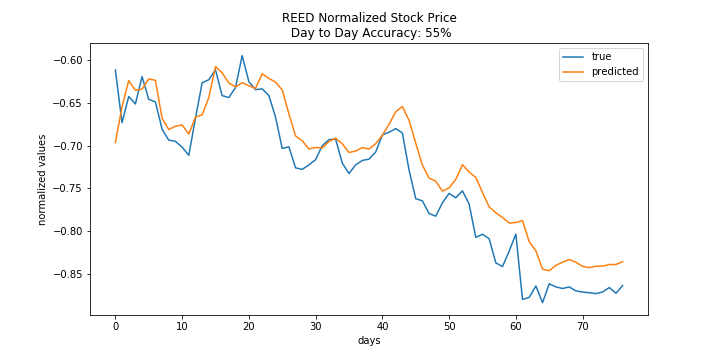 REED Normalized Stock Price
Day to Day Accuracy: 55%
true
predicted
normalized values
−0.60
−0.65
−0.70
−0.75
−0.80
−0.85
0
10
20
30
40
50
60
70
days